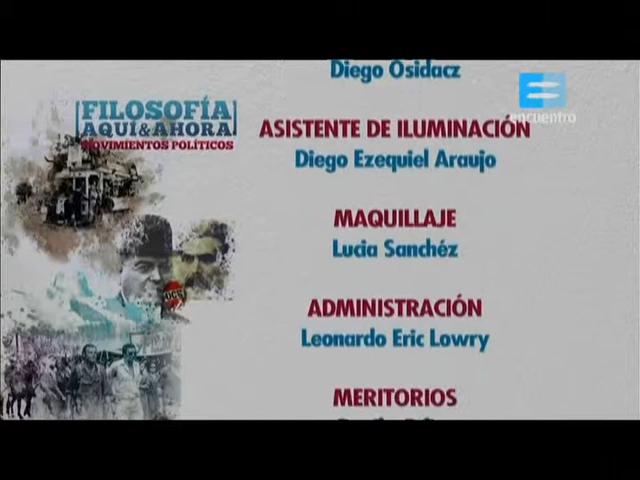 Diego Osidacz
encuentro
FILOSOFÍA
AQUÍ&AHORA
MOVIMIENTOS POLÍTICOS
ASISTENTE DE ILUMINACIÓN
Diego Ezequiel Araujo
MAQUILLAJE
Lucia Sanchéz
UCR
ADMINISTRACIÓN
Leonardo Eric Lowry
MERITORIOS